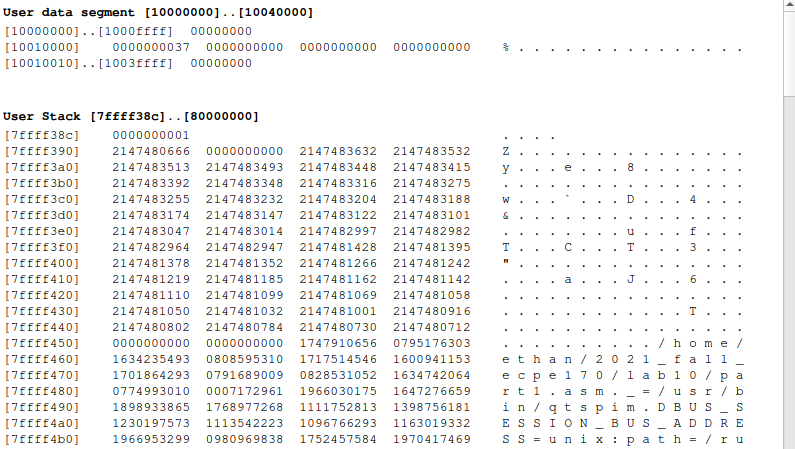 User data segment [10000000]..[10040000]
[10000000]..[1000ffff] 00000000
[10010000] 0000000037 0000000000 0000000000 0000000000 % . . . . . . . . . . . . . . .
[10010010]..[1003ffff] 00000000
User Stack [7ffff38c]..[80000000]
[7ffff38c] 0000000001 . . . .
[7ffff390] 2147480666 0000000000 2147483632 2147483532 Z . . . . . . . . . . . . . . .
[7ffff3a0] 2147483513 2147483493 2147483448 2147483415 y . . . e . . . 8 . . . . . . .
[7ffff3b0] 2147483392 2147483348 2147483316 2147483275 . . . . . . . . . . . . . . . .
[7ffff3c0] 2147483255 2147483232 2147483204 2147483188 w . . . ` . . . D . . . 4 . . .
[7ffff3d0] 2147483174 2147483147 2147483122 2147483101 & . . . . . . . . . . . . . . .
[7ffff3e0] 2147483047 2147483014 2147482997 2147482982 . . . . . . . . u . . . f . . .
[7ffff3f0] 2147482964 2147482947 2147481428 2147481395 T . . . C . . . T . . . 3 . . .
[7ffff400] 2147481378 2147481352 2147481266 2147481242 " . . . . . . . . . . . . . . .
[7ffff410] 2147481219 2147481185 2147481162 2147481142 . . . . a . . . J . . . 6 . . .
[7ffff420] 2147481110 2147481099 2147481069 2147481058 . . . . . . . . . . . . . . . .
[7ffff430] 2147481050 2147481032 2147481001 2147480916 . . . . . . . . . . . . T . . .
[7ffff440] 2147480802 2147480784 2147480730 2147480712 . . . . . . . . . . . . . . . .
[7ffff450] 0000000000 0000000000 1747910656 0795176303 . . . . . . . . . . / h o m e /
[7ffff460] 1634235493 0808595310 1717514546 1600941153 e t h a n / 2 0 2 1 _ f a l l _
[7ffff470] 1701864293 0791689009 0828531052 1634742064 e c p e 1 7 0 / l a b 1 0 / p a
[7ffff480] 0774993010 0007172961 1966030175 1647276659 r t 1 . a s m . _ = / u s r / b
[7ffff490] 1898933865 1768977268 1111752813 1398756181 i n / q t s p i m . D B U S _ S
[7ffff4a0] 1230197573 1113542223 1096766293 1163019332 E S S I O N _ B U S _ A D D R E
[7ffff4b0] 1966953299 0980969838 1752457584 1970417469 S S = u n i x : p a t h = / r u